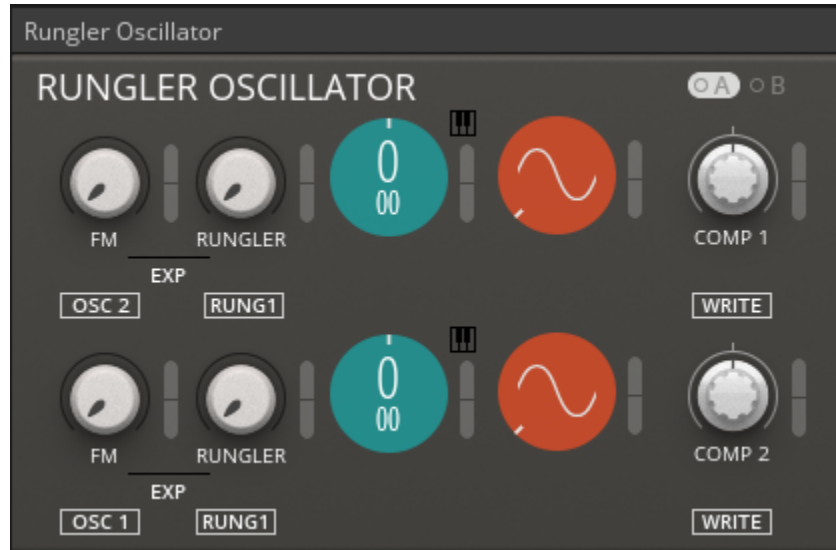 Rungler Oscillator
RUNGLER OSCILLATOR A B
0
00
FM RUNGLER COMP 1
EXP
OSC 2 RUNG1 WRITE
0
00
FM RUNGLER COMP 2
EXP
OSC 1 RUNG1 WRITE